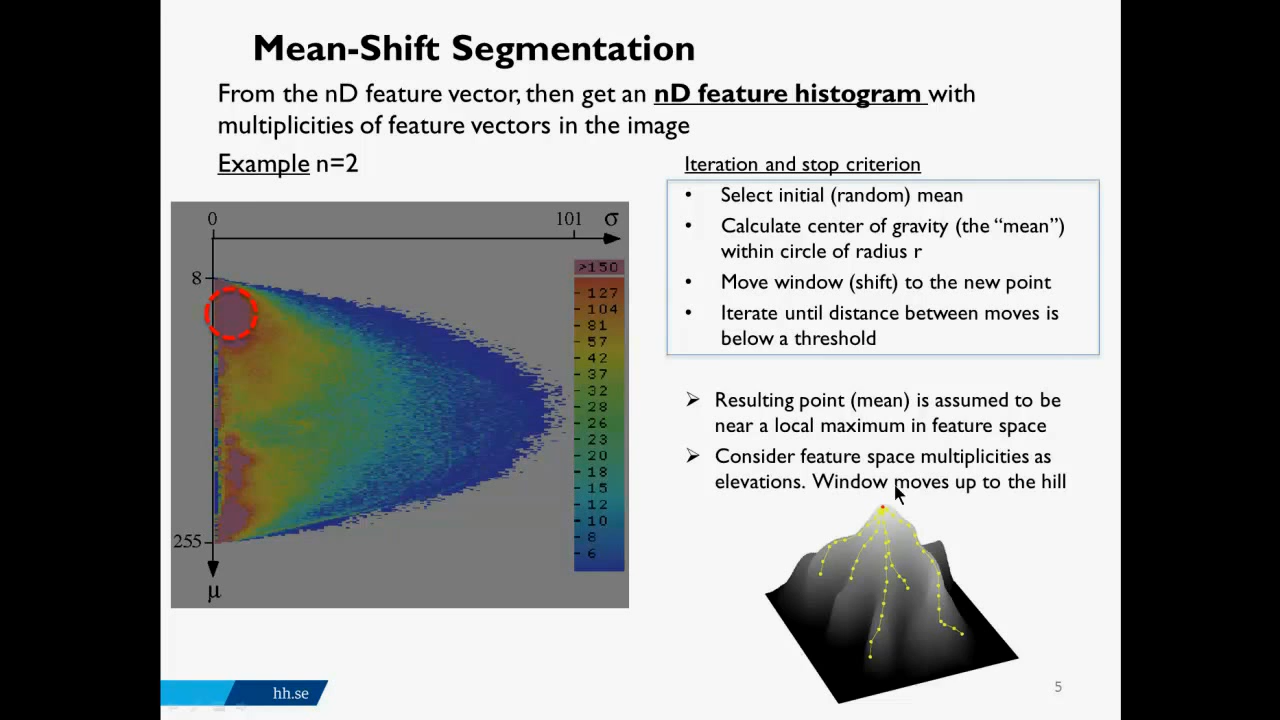 Mean-Shift Segmentation
From the nD feature vector, then get an nD feature histogram with
multiplicities of feature vectors in the image
Example n=2
0 101 σ
8
255
μ
>150
127
104
81
57
42
37
32
28
26
23
20
18
15
12
10
8
6
Iteration and stop criterion
• Select initial (random) mean
• Calculate center of gravity (the “mean”)
within circle of radius r
• Move window (shift) to the new point
• Iterate until distance between moves is
below a threshold
➢ Resulting point (mean) is assumed to be
near a local maximum in feature space
➢ Consider feature space multiplicities as
elevations. Window moves up to the hill
hh.se
5